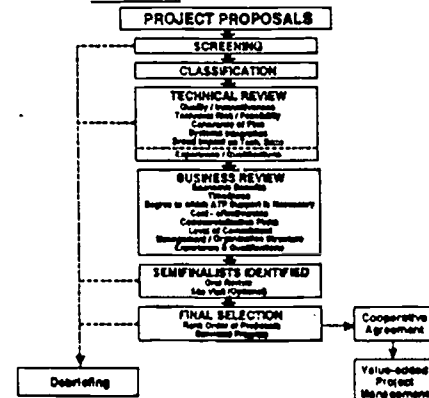 PROJECT PROPOSALS
SCREENING
CLASSIFICATION
TECHNICAL REVIEW
Quality / Innovativeness
Technical Risk / Feasibility
Coherence of Plan
Systems Integration
Broad Impact on Tech. Base
Experience / Qualifications
BUSINESS REVIEW
Economic Benefits
Timeliness
Degree to which ATP Support is Necessary
Cost - effectiveness
Commercialization Plans
Level of Commitment
Management / Organization Structure
Experience & Qualifications
SEMIFINALISTS IDENTIFIED
Oral Review
Site Visit (Optional)
FINAL SELECTION
Rank Order of Proposals
Cooperative
Agreement
Debriefing
Value-added
Project
Management